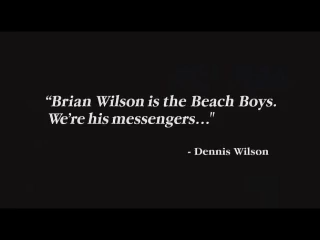 “Brian Wilson is the Beach Boys.
We're his messengers..."
- Dennis Wilson